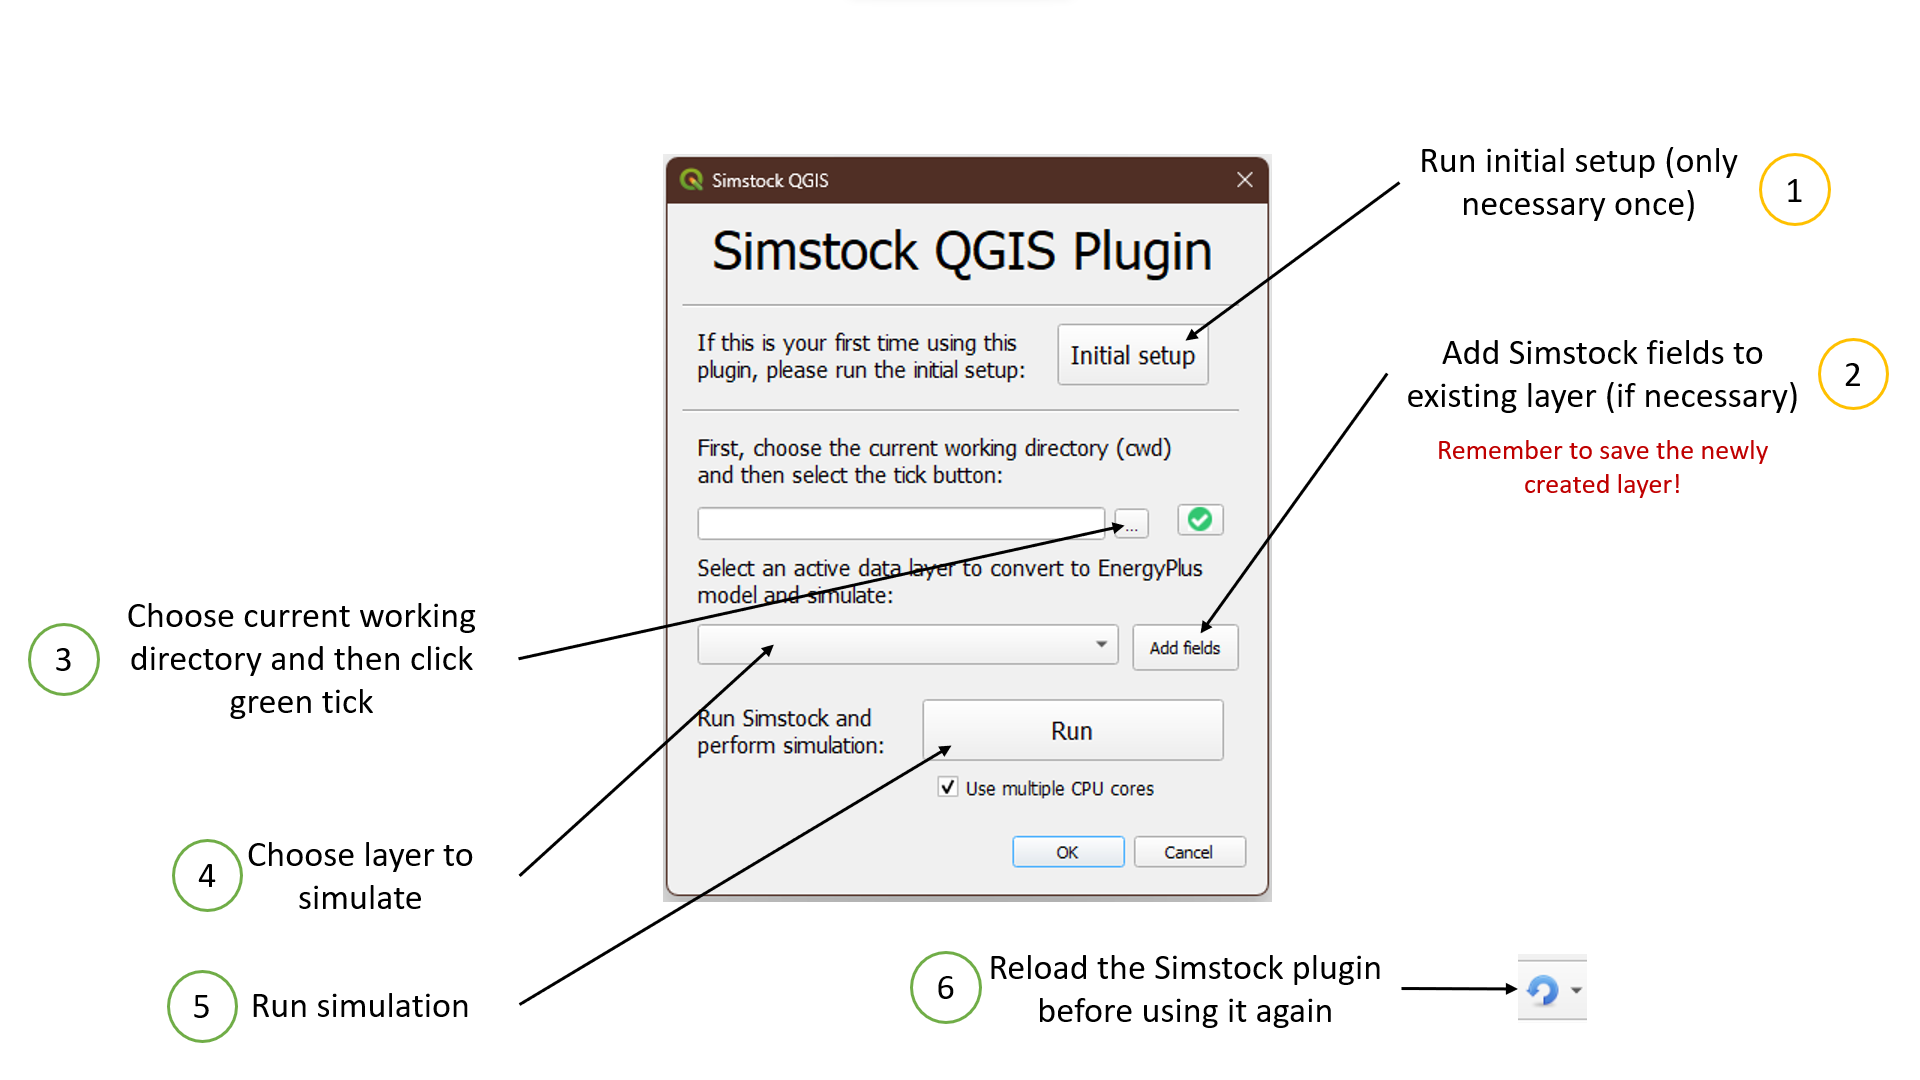 Simstock QGIS
Simstock QGIS Plugin
If this is your first time using this
plugin, please run the initial setup:
Initial setup
First, choose the current working directory (cwd)
and then select the tick button:
...
Select an active data layer to convert to EnergyPlus
model and simulate:
Add fields
Run Simstock and
perform simulation:
Run
Use multiple CPU cores
OK
Cancel
Run initial setup (only
necessary once)
1
Add Simstock fields to
existing layer (if necessary)
2
Remember to save the newly
created layer!
3
Choose current working
directory and then click
green tick
4
Choose layer to
simulate
5
Run simulation
6
Reload the Simstock plugin
before using it again